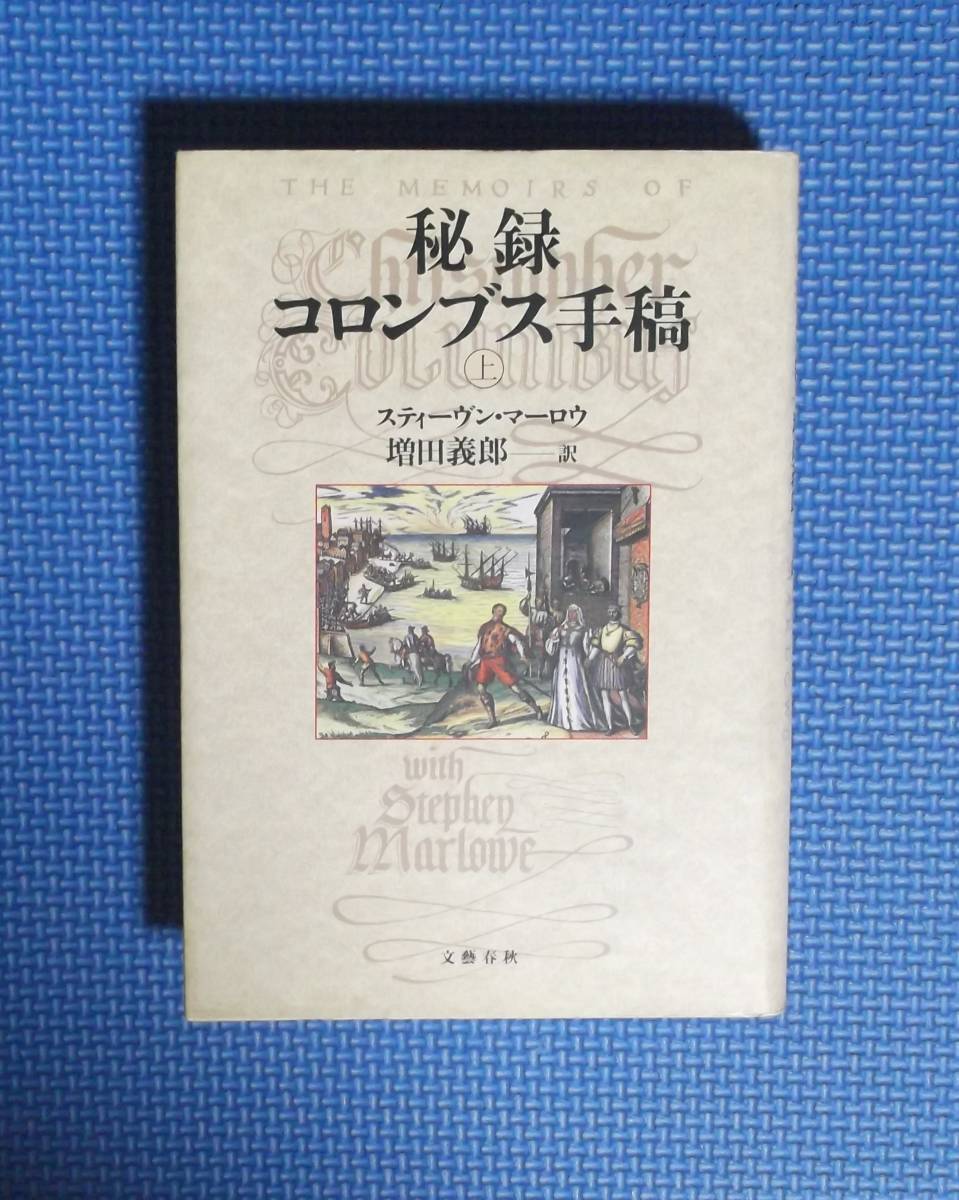 THE MEMOIRS OF
Christopher
Columbus
秘録
コロンブス手稿
上
スティーヴン・マーロウ
増田義郎――訳
with
Stephen
Marlowe
文藝春秋